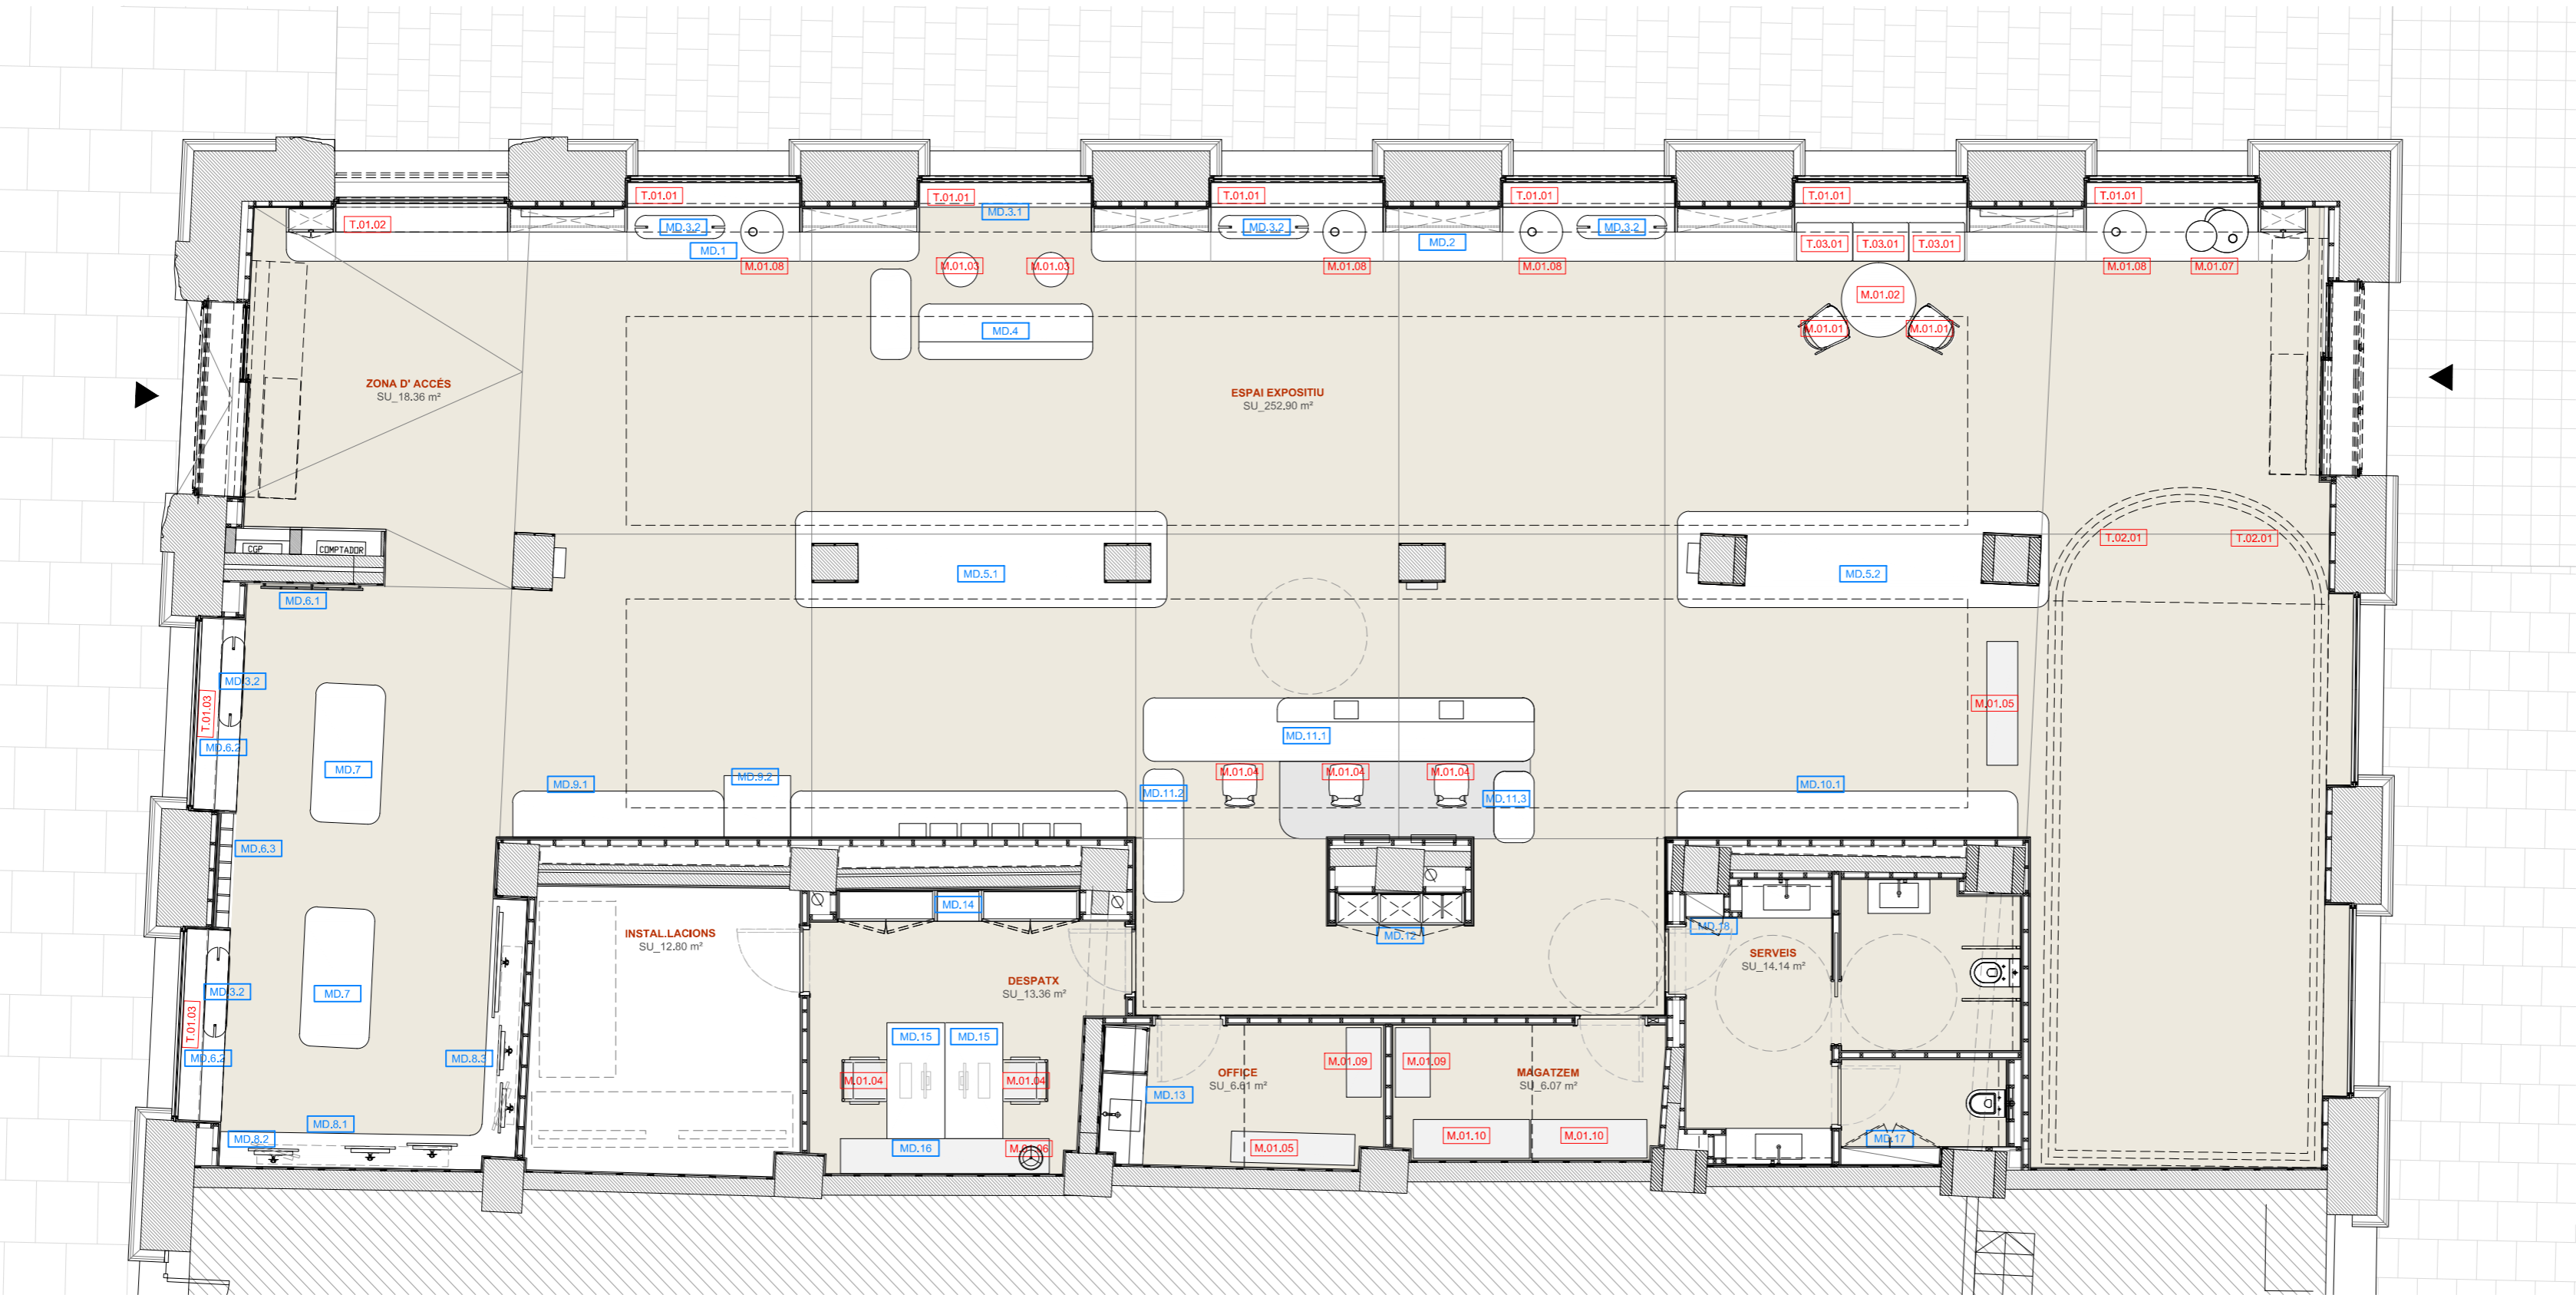 T.01.01
T.01.01
T.01.01
T.01.01
T.01.01
T.01.01
T.01.02
MD.3.2
MD.3.1
MD.3.2
MD.3.2
MD.1
MD.2
T.03.01
T.03.01
T.03.01
M.01.08
M.01.03
M.01.03
M.01.08
M.01.08
M.01.08
M.01.07
M.01.02
MD.4
M.01.01
M.01.01
ZONA D' ACCÉS
SU_18.36 m²
ESPAI EXPOSITIU
SU_252.90 m²
T.02.01
T.02.01
CGP
COMPTADOR
MD.5.1
MD.5.2
MD.6.1
MD.3.2
T.01.03
MD.6.2
M.01.05
MD.11.1
MD.7
MD.9.1
MD.9.2
M.01.04
M.01.04
M.01.04
MD.11.2
MD.11.3
MD.10.1
MD.6.3
MD.14
INSTAL.LACIONS
SU_12.80 m²
MD.12
MD.18
SERVEIS
SU_14.14 m²
DESPATX
SU_13.36 m²
MD.3.2
MD.7
T.01.03
MD.6.2
MD.8.3
MD.15
MD.15
M.01.04
M.01.04
OFFICE
SU_6.61 m²
M.01.09
M.01.09
MAGATZEM
SU_6.07 m²
MD.13
MD.8.1
MD.8.2
MD.16
M.01.06
M.01.05
M.01.10
M.01.10
MD.17